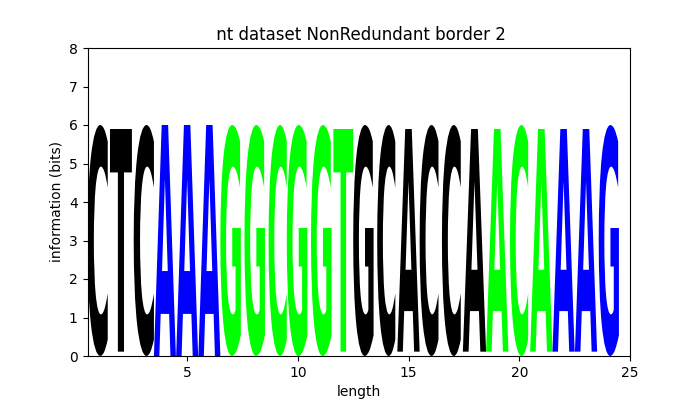 nt dataset NonRedundant border 2
information (bits)
8
7
6
5
4
3
2
1
0
CTCAAAGGCGGTGCACCAACAAAG
5 10 15 20 25
length